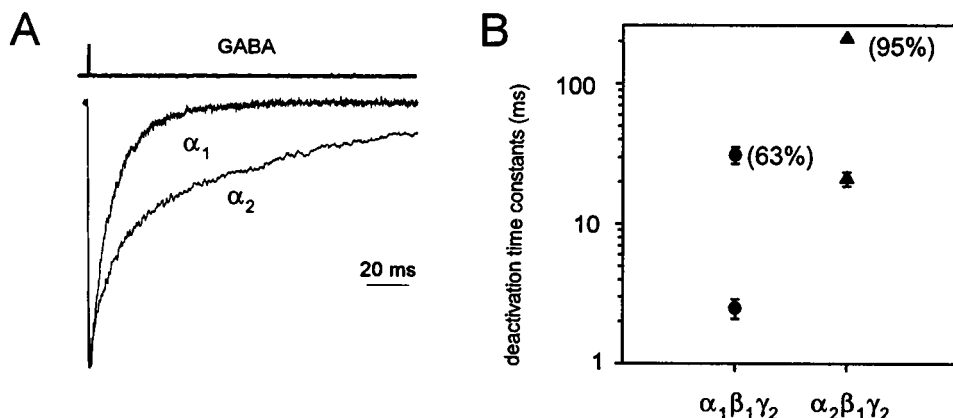 A
GABA
α1
α2
20 ms
B
deactivation time constants (ms)
100
10
1
(95%)
(63%)
α1β1γ2 α2β1γ2